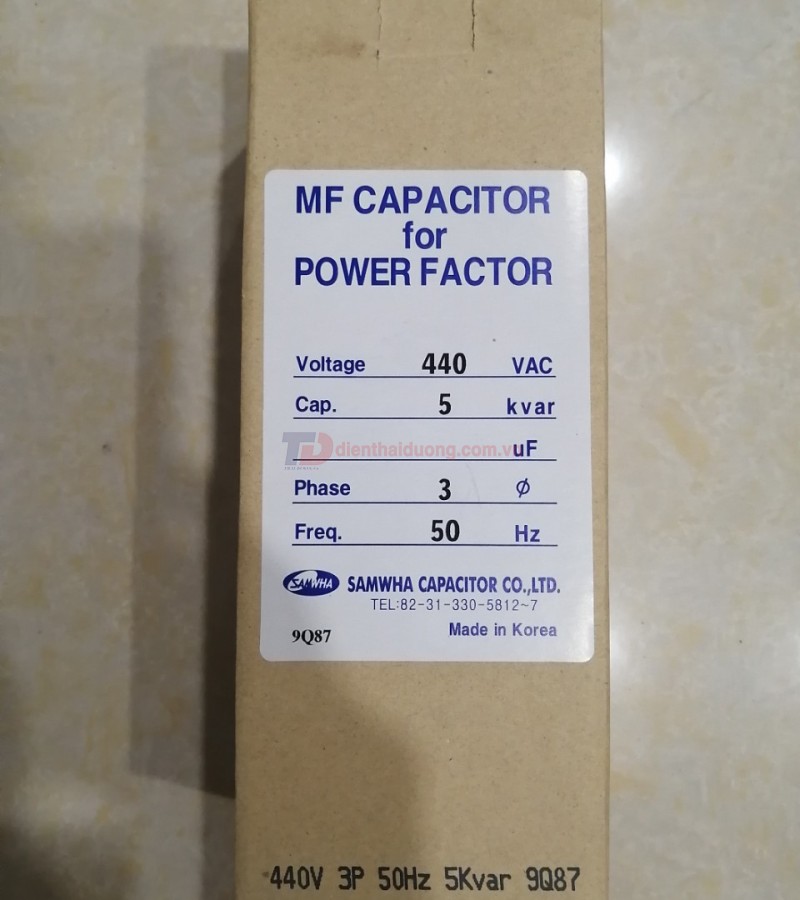 MF CAPACITOR
for
POWER FACTOR
Voltage 440 VAC
Cap. 5 kvar
uF
TD dienthaiduong.com.v
Phase 3 Ø
Freq. 50 Hz
SAMWHA SAMWHA CAPACITOR CO.,LTD.
TEL:82-31-330-5812~7
9Q87 Made in Korea
440V 3P 50Hz 5Kvar 9Q87